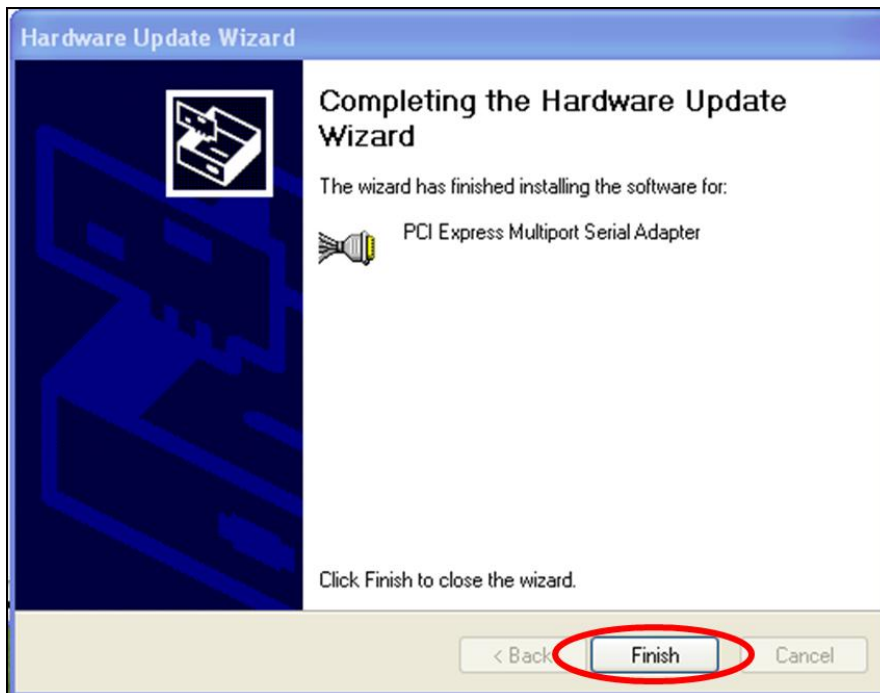 Hardware Update Wizard
Completing the Hardware Update
Wizard
The wizard has finished installing the software for:
PCI Express Multiport Serial Adapter
Click Finish to close the wizard.
< Back
Finish
Cancel